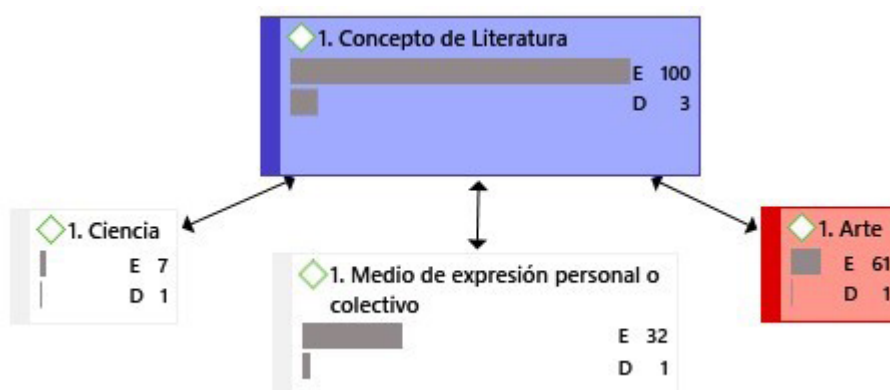 1. Concepto de Literatura
E 100
D 3
1. Ciencia
E 7
D 1
1. Medio de expresión personal o
colectivo
E 32
D 1
1. Arte
E 61
D 1